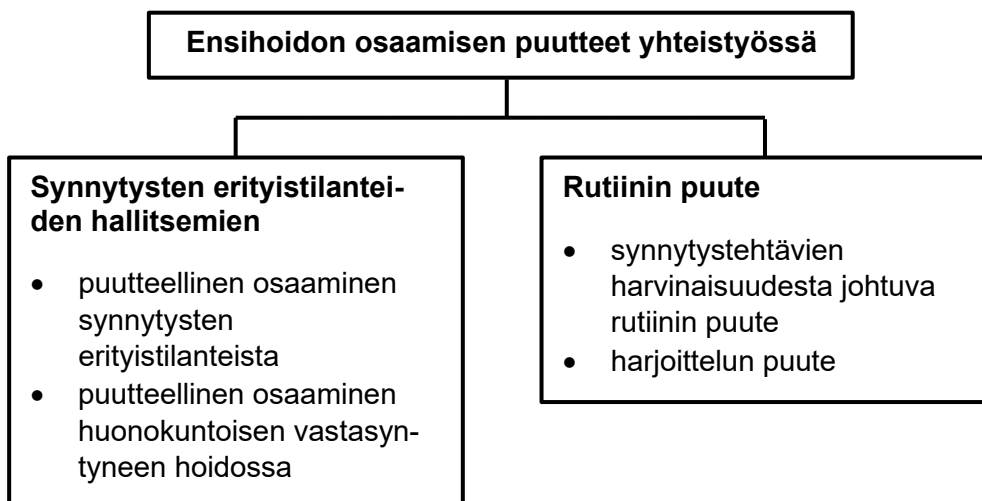 Ensihoidon osaamisen puutteet yhteistyössä
Synnytysten erityistilantei-
den hallitsemien
• puutteellinen osaaminen
synnytysten
erityistilanteista
• puutteellinen osaaminen
huonokuntoisen vastasyn-
tyneen hoidossa
Rutiinin puute
• synnytystehtävien
harvinaisuudesta johtuva
rutiinin puute
• harjoittelun puute